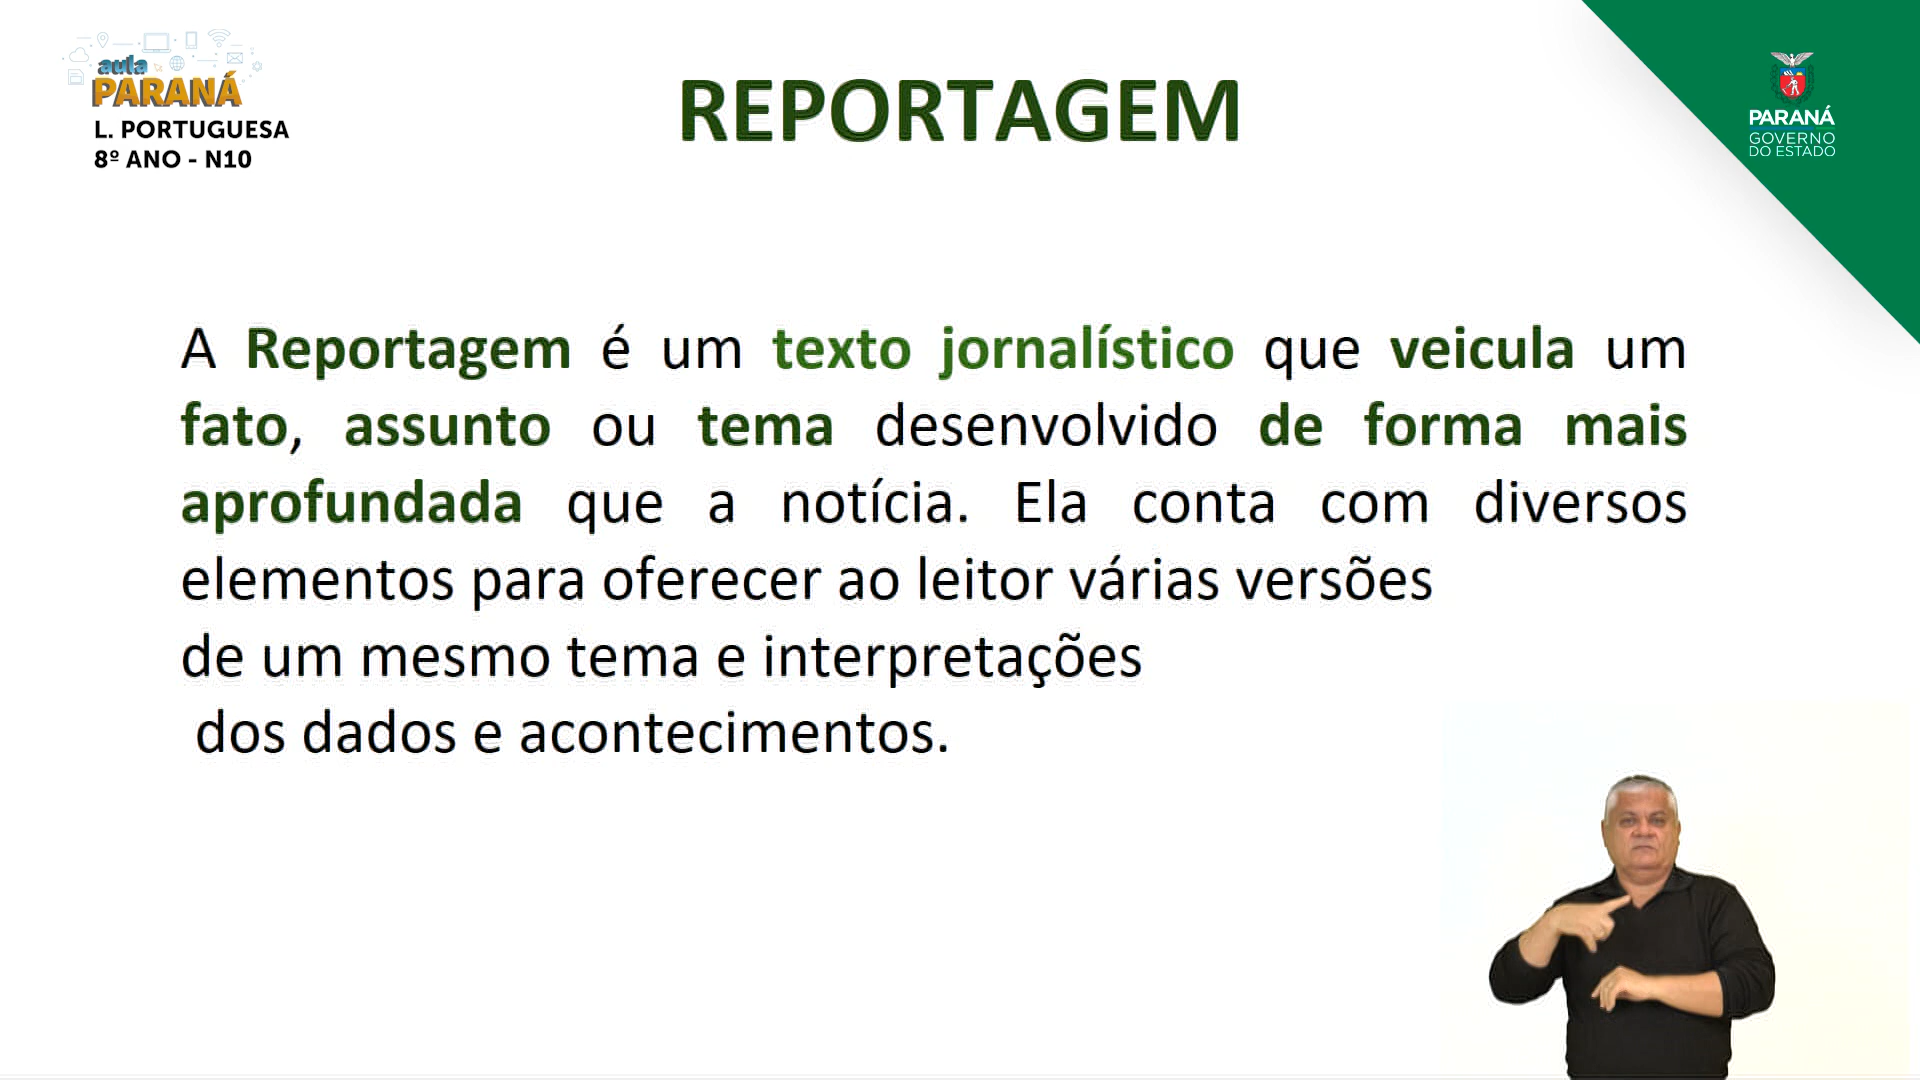 aula
PARANÁ
L. PORTUGUESA
8º ANO - N10
REPORTAGEM
PARANÁ
GOVERNO
DO ESTADO
A Reportagem é um texto jornalístico que veicula um
fato, assunto ou tema desenvolvido de forma mais
aprofundada que a notícia. Ela conta com diversos
elementos para oferecer ao leitor várias versões
de um mesmo tema e interpretações
dos dados e acontecimentos.